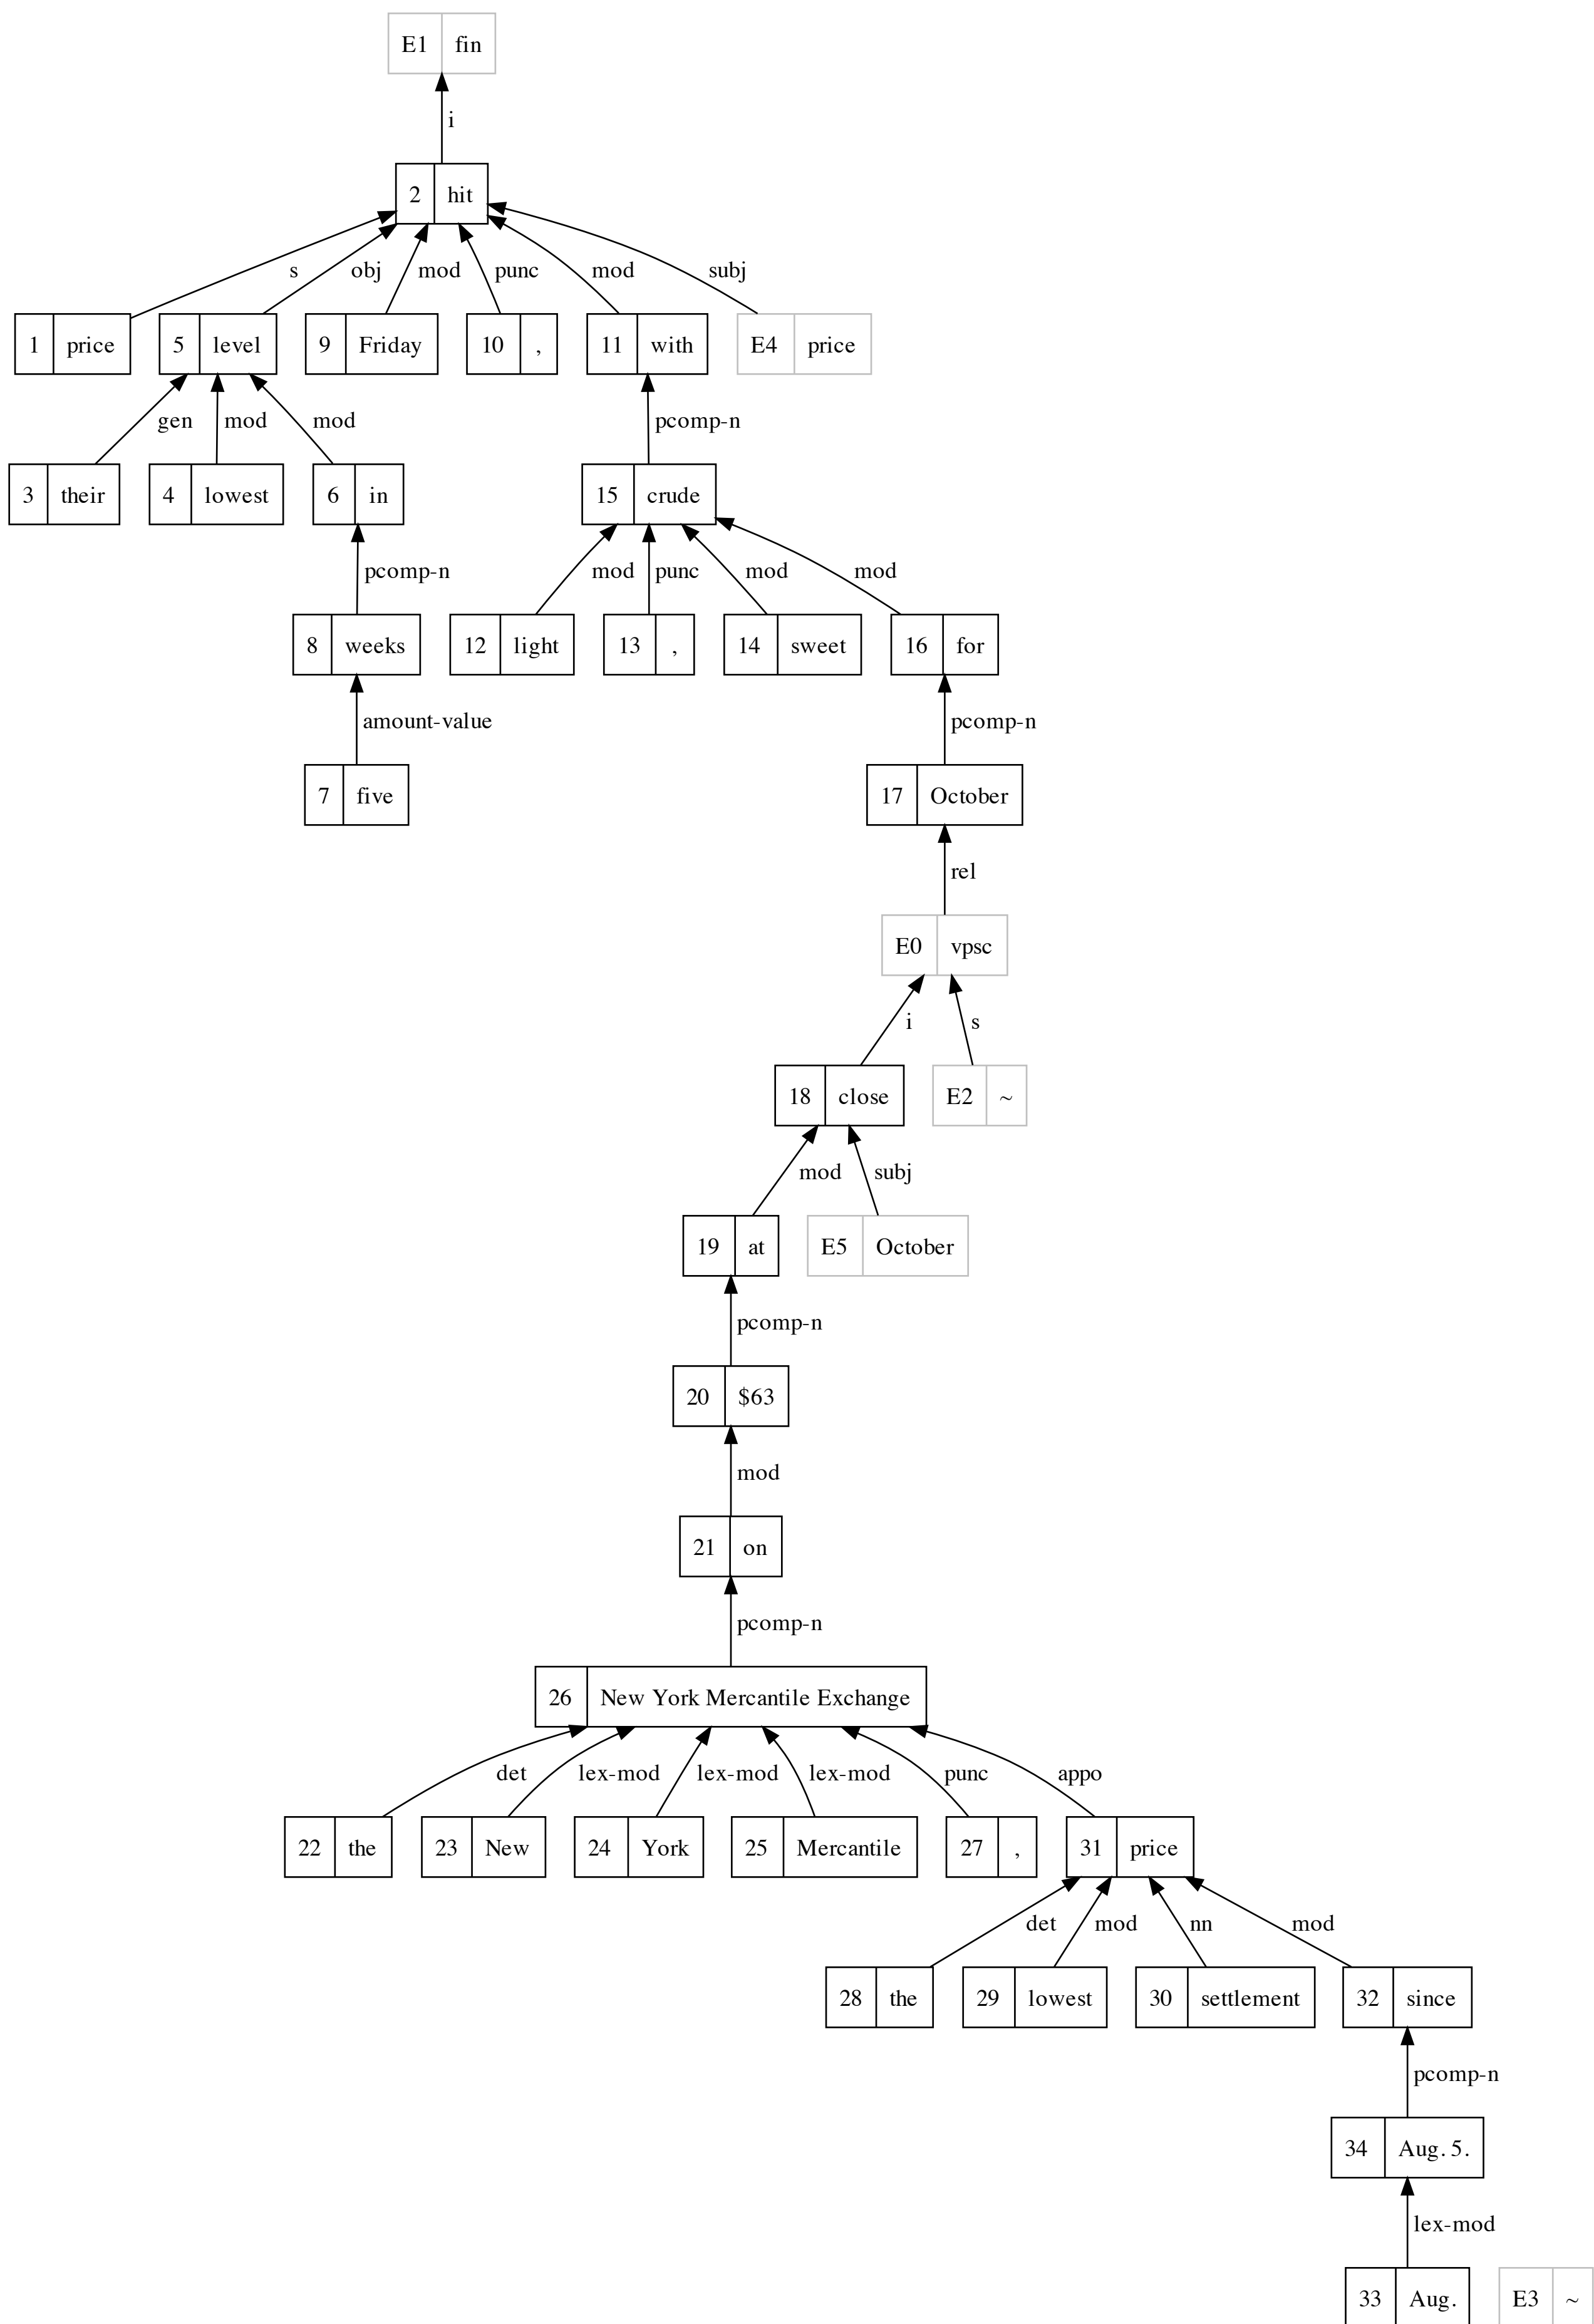 E1 fin
i
2 hit
s obj mod punc mod subj
1 price 5 level 9 Friday 10 , 11 with E4 price
gen mod mod pcomp-n
3 their 4 lowest 6 in 15 crude
pcomp-n mod punc mod mod
8 weeks 12 light 13 , 14 sweet 16 for
amount-value pcomp-n
7 five 17 October
rel
E0 vpsc
i s
18 close E2 ~
mod subj
19 at E5 October
pcomp-n
20 $63
mod
21 on
pcomp-n
26 New York Mercantile Exchange
det lex-mod lex-mod lex-mod punc appo
22 the 23 New 24 York 25 Mercantile 27 , 31 price
det mod nn mod
28 the 29 lowest 30 settlement 32 since
pcomp-n
34 Aug. 5.
lex-mod
33 Aug. E3 ~